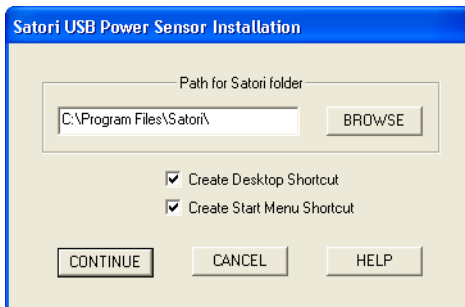 Satori USB Power Sensor Installation
Path for Satori folder
C:\Program Files\Satori\ BROWSE
Create Desktop Shortcut
Create Start Menu Shortcut
CONTINUE CANCEL HELP